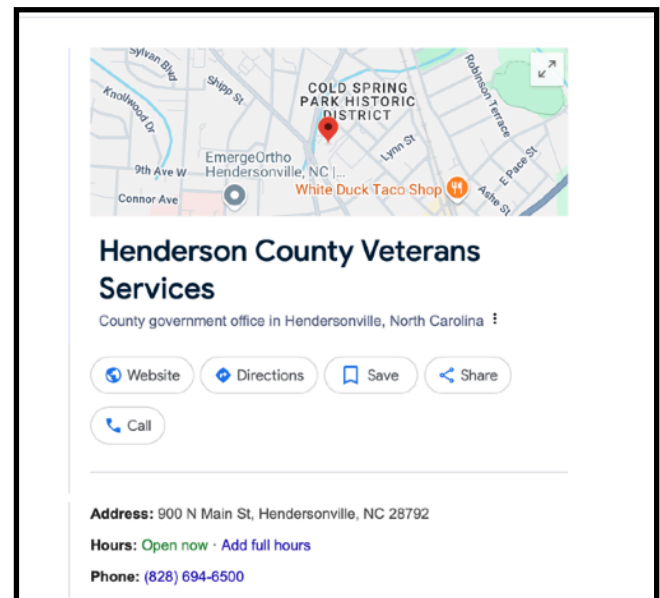 Sylvan Blvd
Shipp St
Knollwood Dr
COLD SPRING
PARK HISTORIC
DISTRICT
Robinson Terrace
Lynn St
E Pace St
EmergeOrtho
Hendersonville, NC |...
9th Ave W
White Duck Taco Shop
Connor Ave
Ashe St
Henderson County Veterans
Services
County government office in Hendersonville, North Carolina
Website
Directions
Save
Share
Call
Address: 900 N Main St, Hendersonville, NC 28792
Hours: Open now · Add full hours
Phone: (828) 694-6500